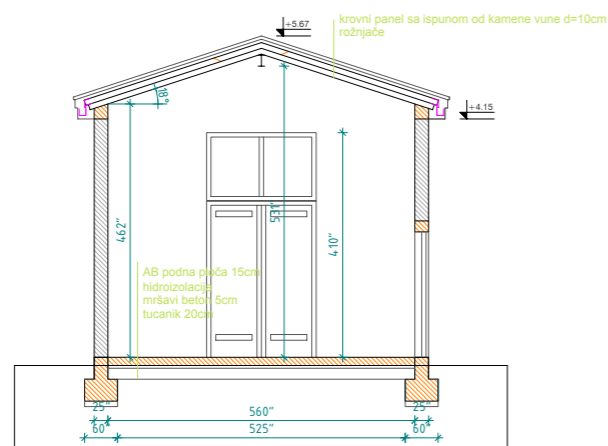 krovni panel sa ispunom od kamene vune d=10cm
rožnjače
+5.67
+4.15
18°
462"
531"
410"
AB podna ploča 15cm
hidroizolacija
mršavi beton 5cm
tucanik 20cm
25" 560" 25"
60" 525" 60"